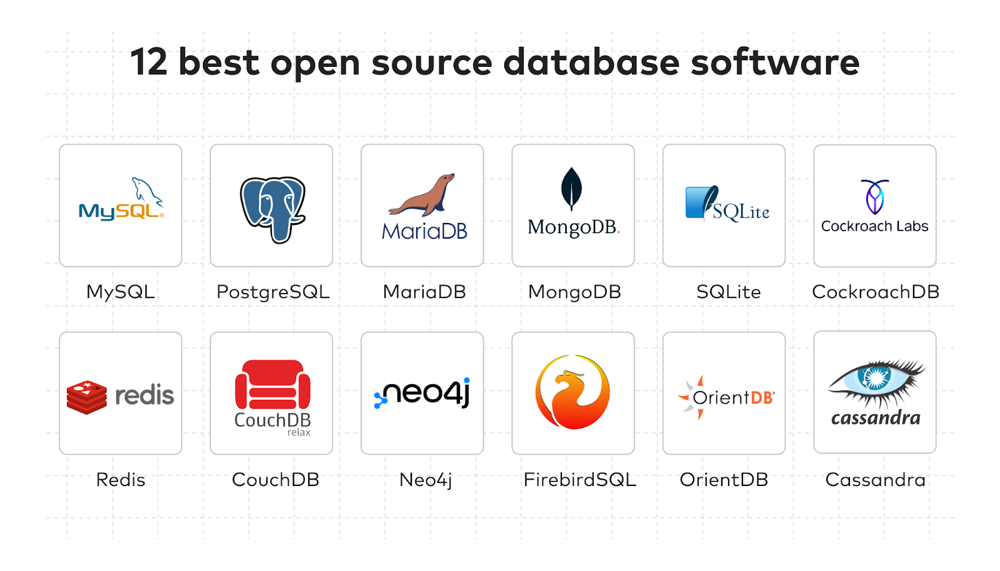 12 best open source database software
MySQL®
MariaDB
MongoDB®
SQLite
Cockroach Labs
MySQL
PostgreSQL
MariaDB
MongoDB
SQLite
CockroachDB
redis
CouchDB
relax
neo4j
OrientDB®
cassandra
Redis
CouchDB
Neo4j
FirebirdSQL
OrientDB
Cassandra